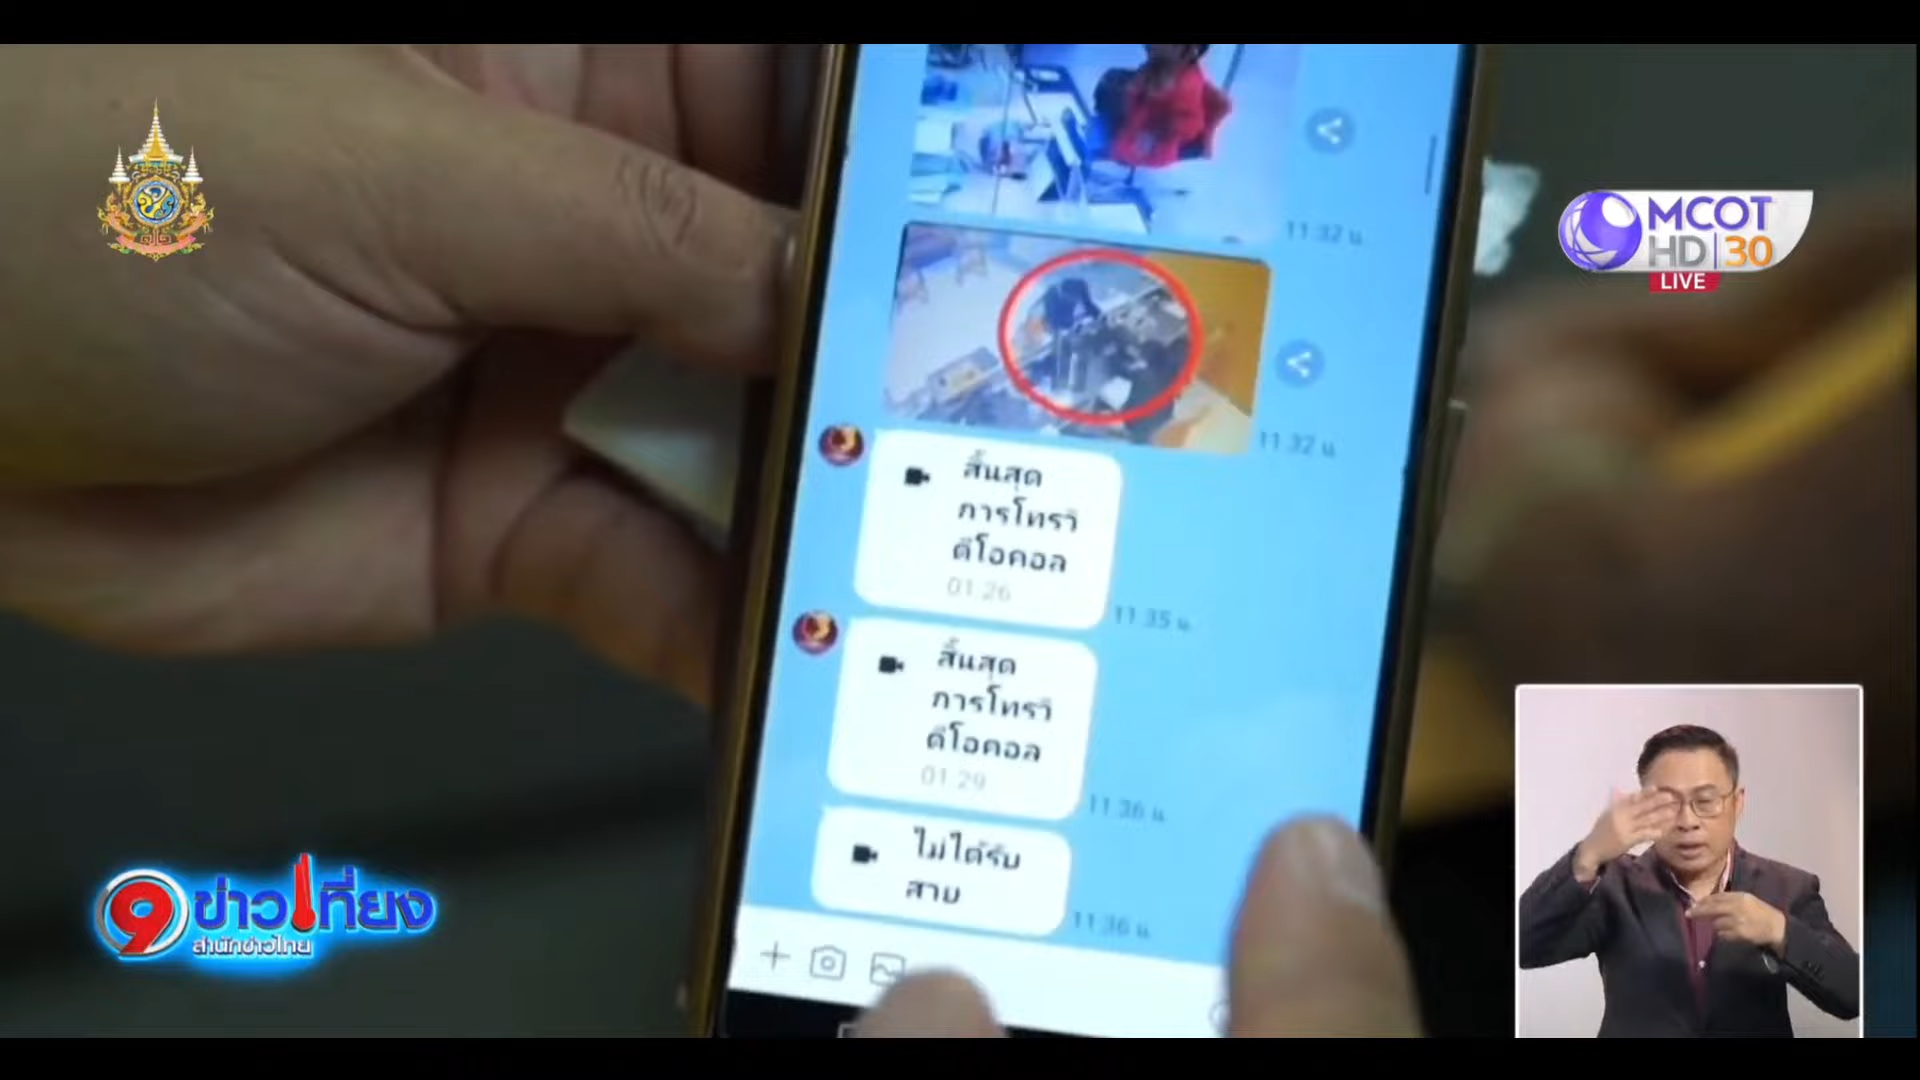 MCOT
HD 30
LIVE
11.32 น.
11.32 น.
สิ้นสุด
การโทรวิ
ดีโอคอล
01:26
11.35 น.
สิ้นสุด
การโทรวิ
ดีโอคอล
01:29
11.36 น.
ไม่ได้รับ
สาย
11.36 น.
9 ข่าวเที่ยง
สำนักข่าวไทย